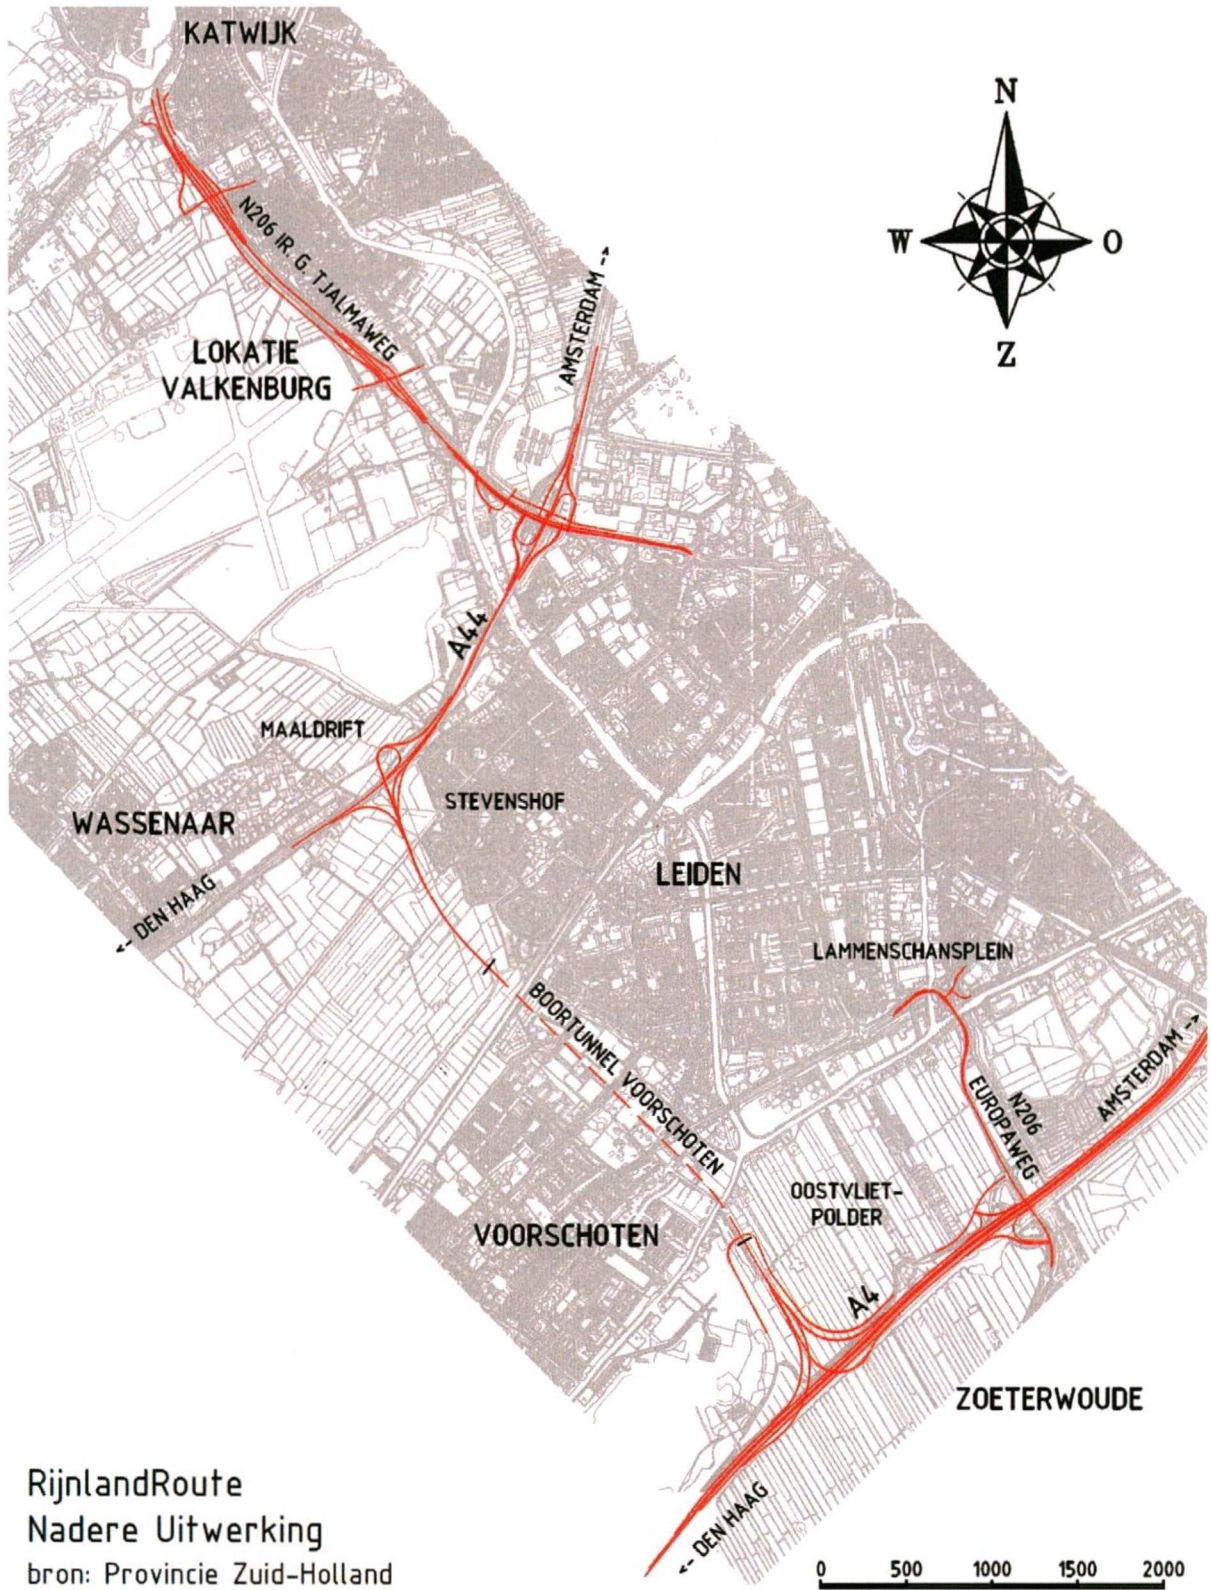 KATWIJK
N
W
O
Z
N206 IR. G. TJALMAWEG
AMSTERDAM
LOKATIE
VALKENBURG
A44
MAALDRIFT
STEVENSHOF
WASSENAAR
LEIDEN
DEN HAAG
LAMMENSCHANSPLEIN
BOORTUNNEL VOORSCHOTEN
AMSTERDAM
N206
EUROPAWEG
OOSTVLIET-
POLDER
VOORSCHOTEN
A4
ZOETERWOUDE
DEN HAAG
RijnlandRoute
Nadere Uitwerking
bron: Provincie Zuid-Holland
0 500 1000 1500 2000